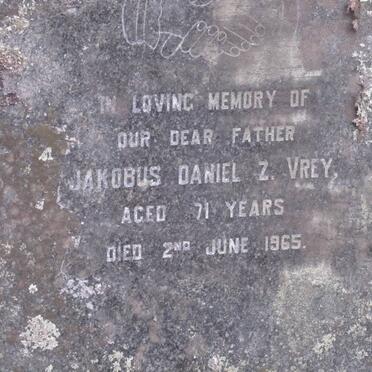 IN LOVING MEMORY OF
OUR DEAR FATHER
JAKOBUS DANIEL Z. VREY,
AGED 71 YEARS
DIED 2ND JUNE 1965.